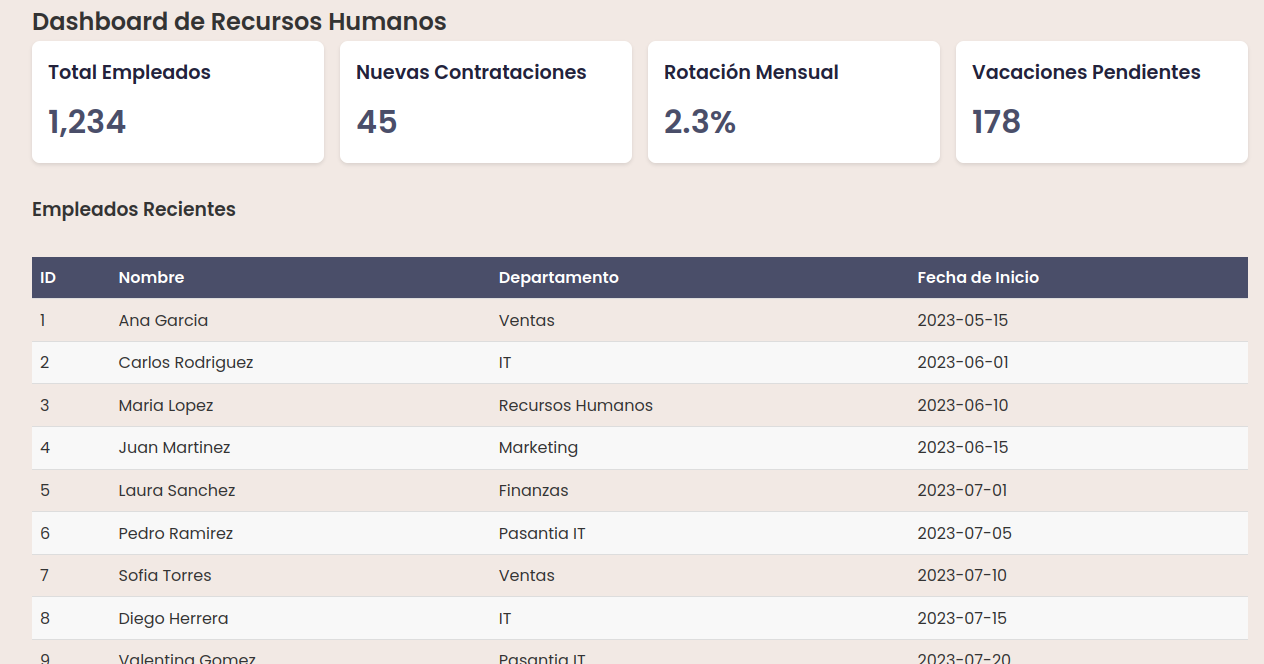 Dashboard de Recursos Humanos
Total Empleados Nuevas Contrataciones Rotación Mensual Vacaciones Pendientes
1,234 45 2.3% 178
Empleados Recientes
ID Nombre Departamento Fecha de Inicio
1 Ana Garcia Ventas 2023-05-15
2 Carlos Rodriguez IT 2023-06-01
3 Maria Lopez Recursos Humanos 2023-06-10
4 Juan Martinez Marketing 2023-06-15
5 Laura Sanchez Finanzas 2023-07-01
6 Pedro Ramirez Pasantia IT 2023-07-05
7 Sofia Torres Ventas 2023-07-10
8 Diego Herrera IT 2023-07-15
9 Valentina Gomez Pasantia IT 2023-07-20